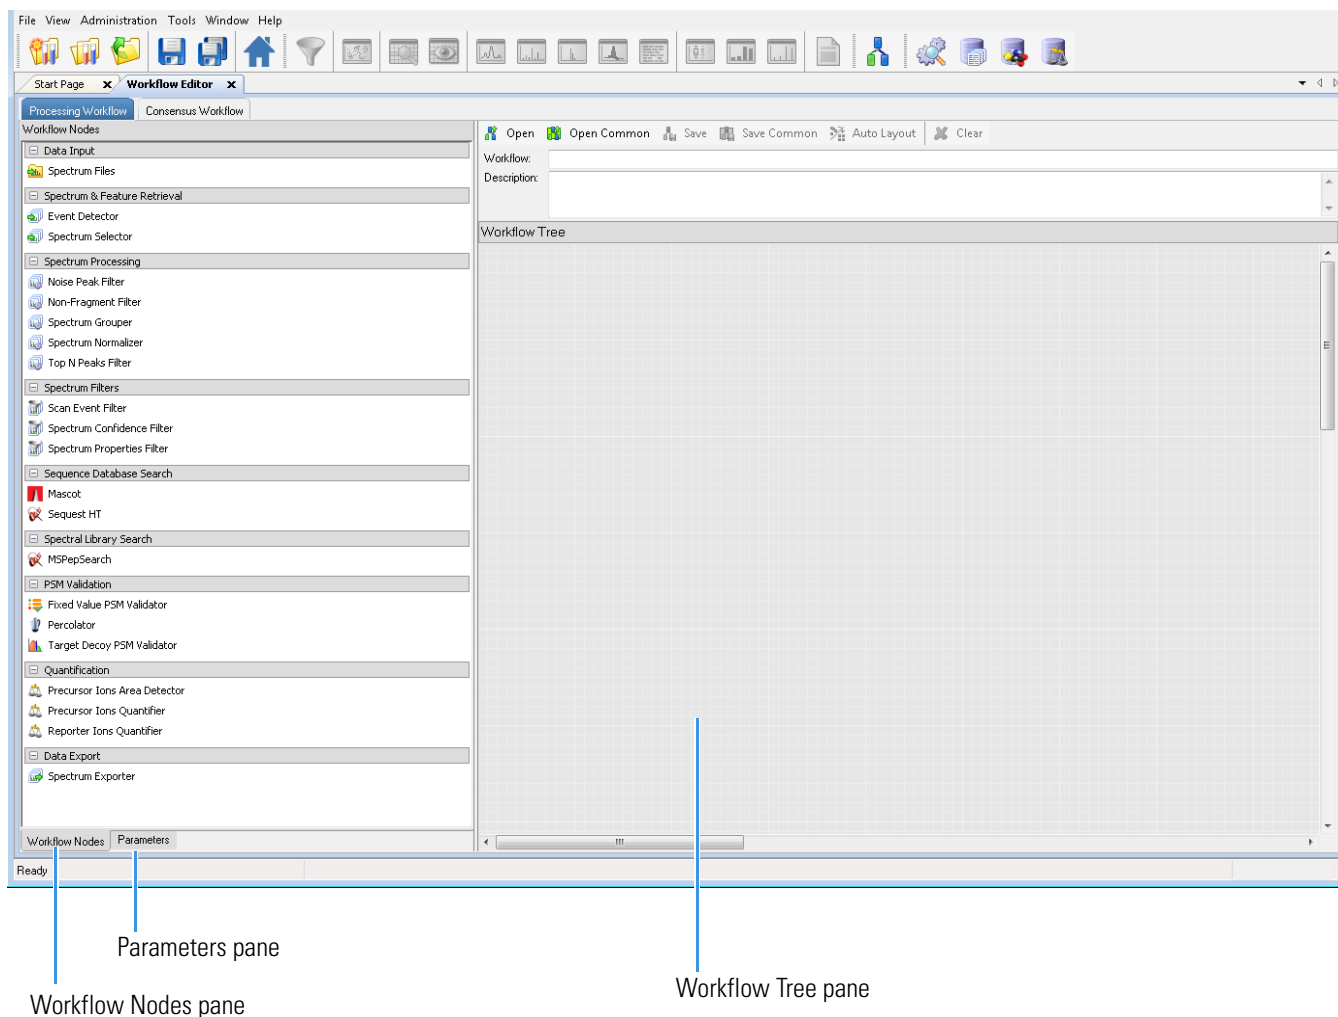 File View Administration Tools Window Help
Start Page x Workflow Editor x
Processing Workflow Consensus Workflow
Workflow Nodes
Data Input
Spectrum Files
Spectrum & Feature Retrieval
Event Detector
Spectrum Selector
Spectrum Processing
Noise Peak Filter
Non-Fragment Filter
Spectrum Grouper
Spectrum Normalizer
Top N Peaks Filter
Spectrum Filters
Scan Event Filter
Spectrum Confidence Filter
Spectrum Properties Filter
Sequence Database Search
Mascot
Sequest HT
Spectral Library Search
MSPepSearch
PSM Validation
Fixed Value PSM Validator
Percolator
Target Decoy PSM Validator
Quantification
Precursor Ions Area Detector
Precursor Ions Quantifier
Reporter Ions Quantifier
Data Export
Spectrum Exporter
Workflow Nodes Parameters
Open Open Common Save Save Common Auto Layout Clear
Workflow:
Description:
Workflow Tree
Ready
Parameters pane
Workflow Tree pane
Workflow Nodes pane